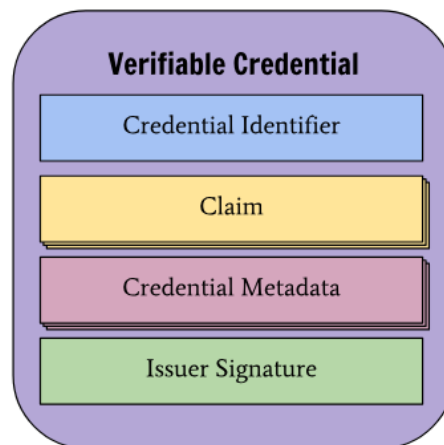 Verifiable Credential
Credential Identifier
Claim
Credential Metadata
Issuer Signature